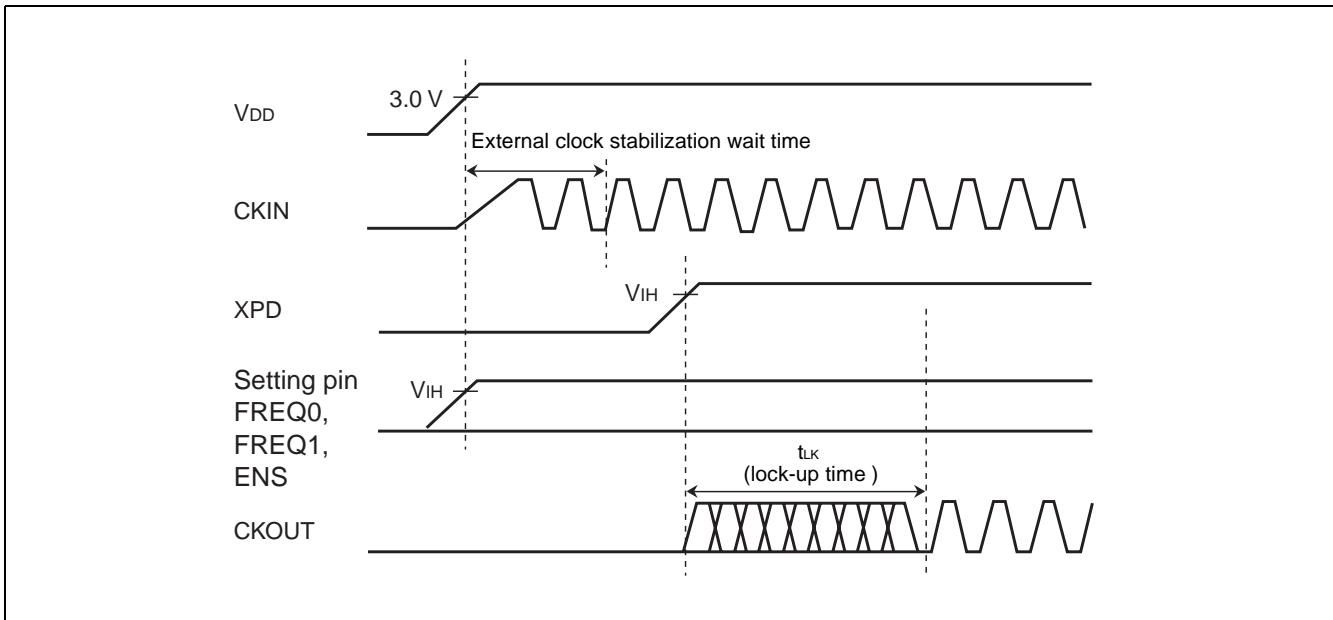 VDD
3.0 V
External clock stabilization wait time
CKIN
XPD
VIH
Setting pin
FREQ0,
FREQ1,
ENS
VIH
tLK
(lock-up time )
CKOUT